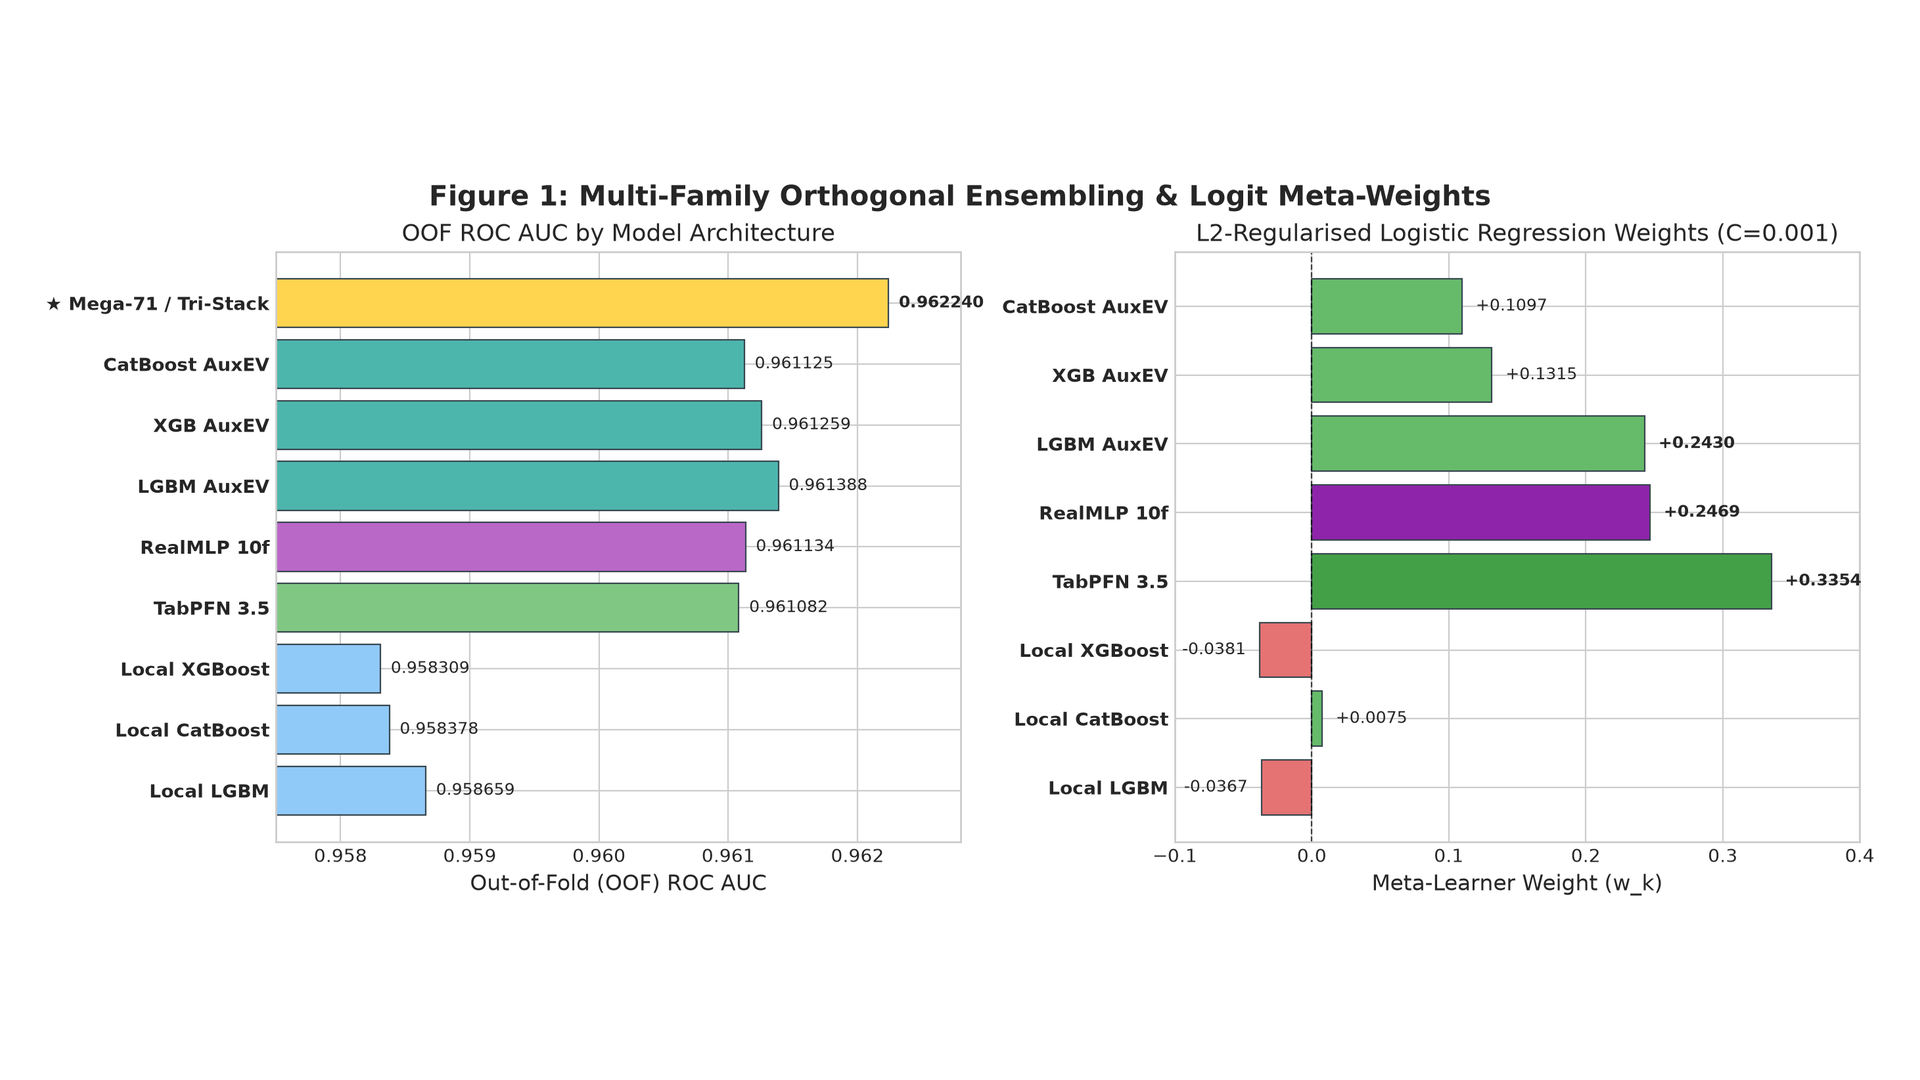 Figure 1: Multi-Family Orthogonal Ensembling & Logit Meta-Weights
OOF ROC AUC by Model Architecture
★ Mega-71 / Tri-Stack 0.962240
CatBoost AuxEV 0.961125
XGB AuxEV 0.961259
LGBM AuxEV 0.961388
RealMLP 10f 0.961134
TabPFN 3.5 0.961082
Local XGBoost 0.958309
Local CatBoost 0.958378
Local LGBM 0.958659
0.958 0.959 0.960 0.961 0.962
Out-of-Fold (OOF) ROC AUC
L2-Regularised Logistic Regression Weights (C=0.001)
CatBoost AuxEV +0.1097
XGB AuxEV +0.1315
LGBM AuxEV +0.2430
RealMLP 10f +0.2469
TabPFN 3.5 +0.3354
Local XGBoost -0.0381
Local CatBoost +0.0075
Local LGBM -0.0367
−0.1 0.0 0.1 0.2 0.3 0.4
Meta-Learner Weight (w_k)